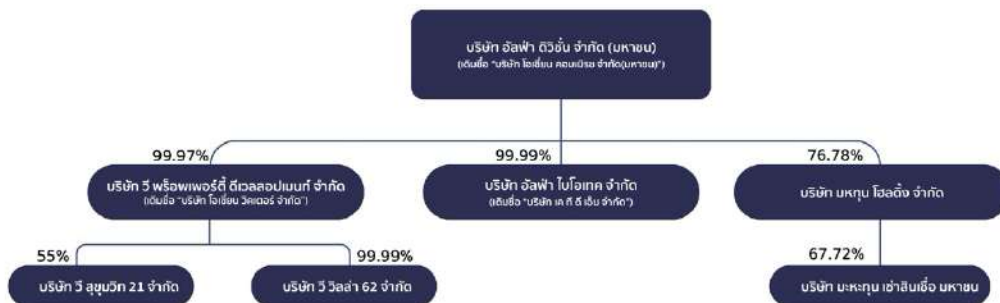 บริษัท อัลฟ่า ดิวิชั่น จำกัด (มหาชน)
(เดิมชื่อ "บริษัท โอเชี่ยน คอมเมิรช จำกัด(มหาชน)")
99.97%
99.99%
76.78%
บริษัท วี พร็อพเพอร์ตี้ ดีเวลลอปเมนท์ จำกัด
(เดิมชื่อ "บริษัท โอเชี่ยน วิคเตอร์ จำกัด")
บริษัท อัลฟ่า ไบโอเทค จำกัด
(เดิมชื่อ "บริษัท เค ที ดี เอ็ม จำกัด")
บริษัท มหทุน โฮลดิ้ง จำกัด
55%
99.99%
67.72%
บริษัท วี สุขุมวิท 21 จำกัด
บริษัท วี วิลล่า 62 จำกัด
บริษัท มะหะทุน เช่าสินเชื่อ มหาชน